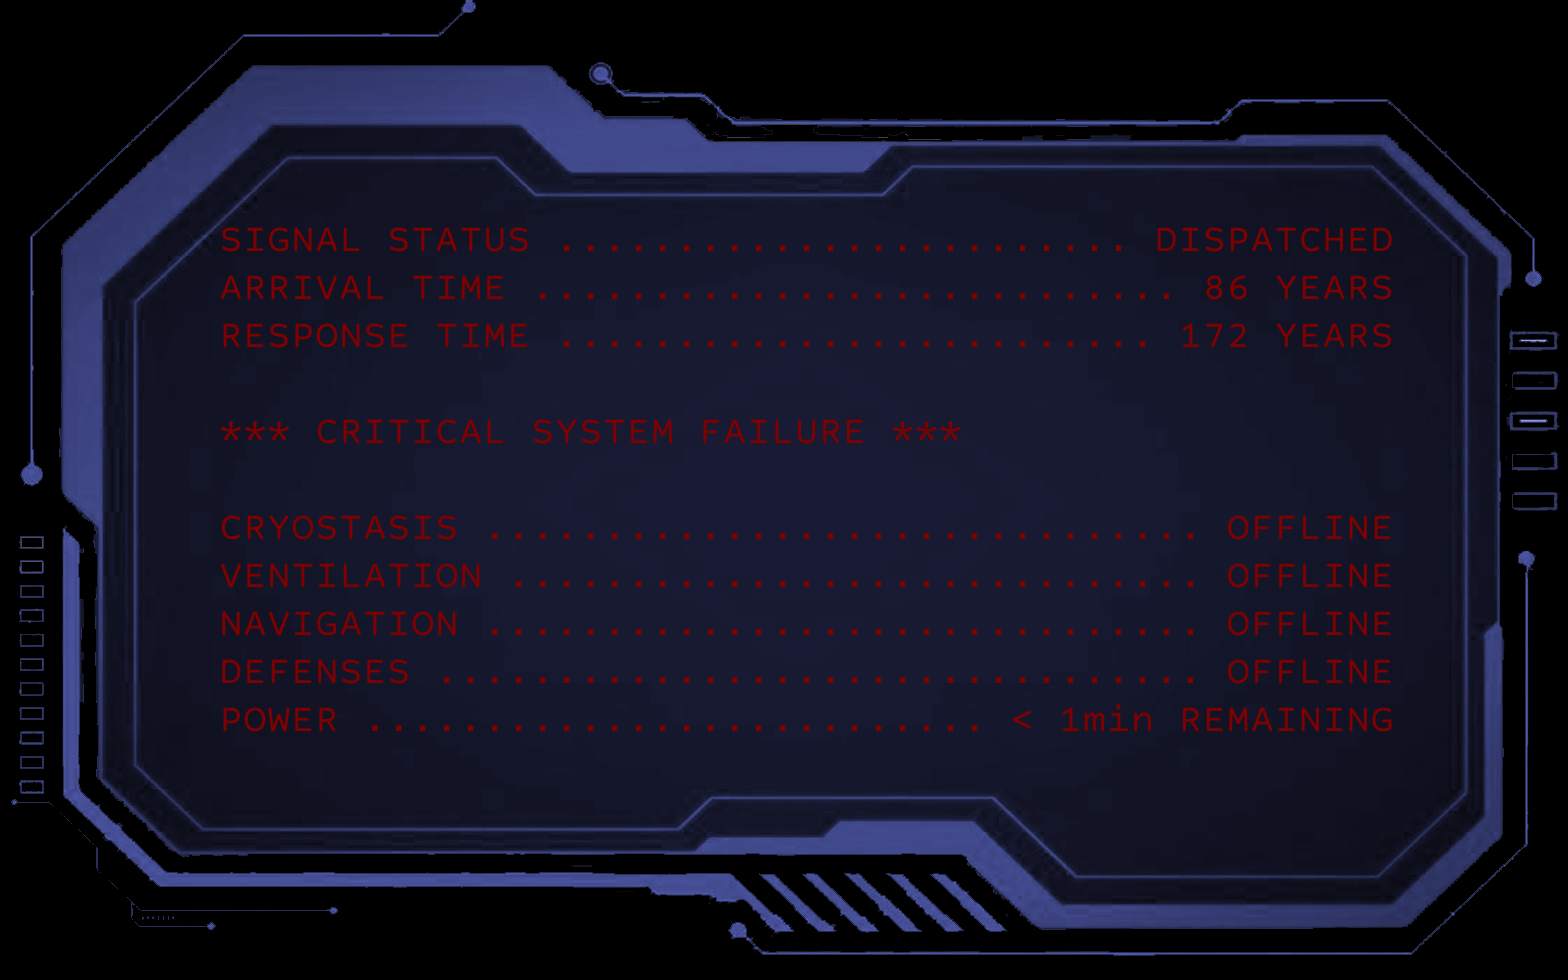 SIGNAL STATUS ........................ DISPATCHED
ARRIVAL TIME ........................... 86 YEARS
RESPONSE TIME ......................... 172 YEARS
*** CRITICAL SYSTEM FAILURE ***
CRYOSTASIS .............................. OFFLINE
VENTILATION ............................. OFFLINE
NAVIGATION .............................. OFFLINE
DEFENSES ................................ OFFLINE
POWER .......................... < 1min REMAINING